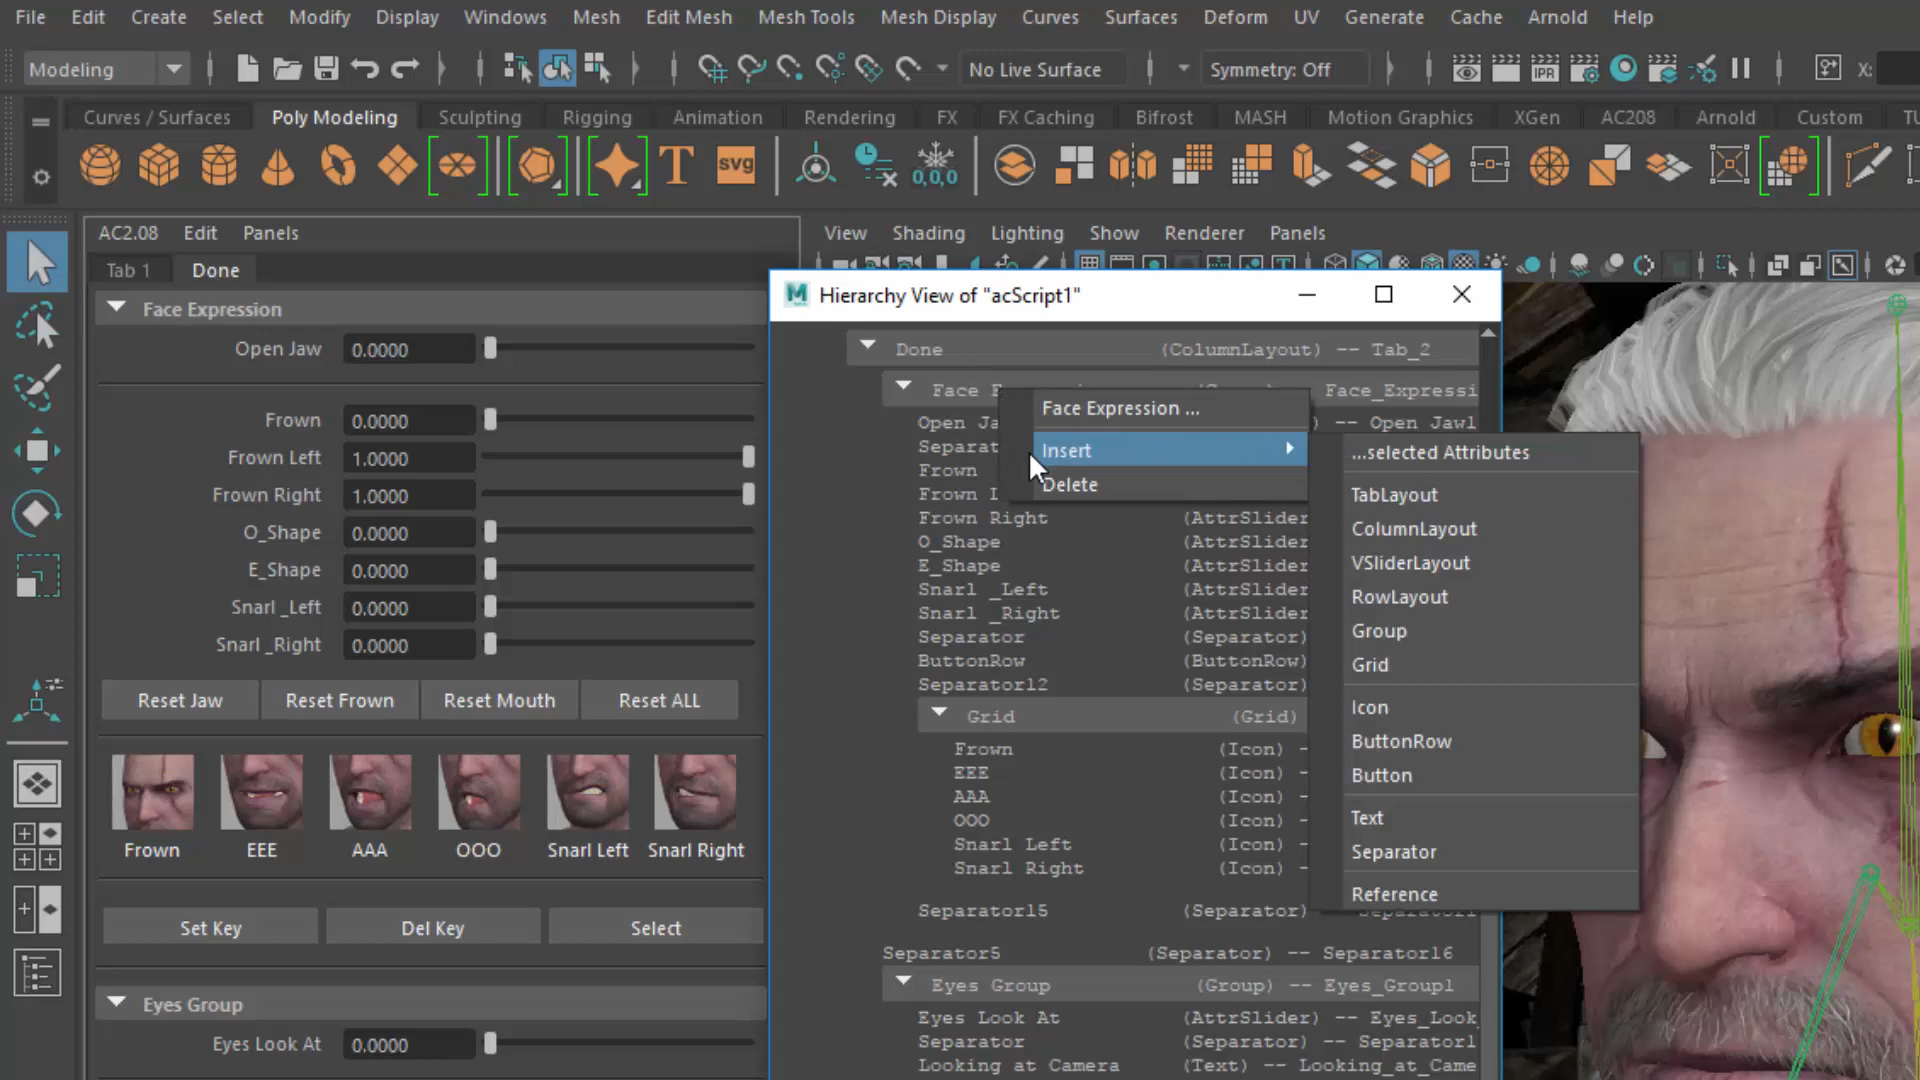 File Edit Create Select Modify Display Windows Mesh Edit Mesh Mesh Tools Mesh Display Curves Surfaces Deform UV Generate Cache Arnold Help
Modeling No Live Surface Symmetry: Off IPR X:
Curves / Surfaces Poly Modeling Sculpting Rigging Animation Rendering FX FX Caching Bifrost MASH Motion Graphics XGen AC208 Arnold Custom TU
T svg 0,0,0
AC2.08 Edit Panels
View Shading Lighting Show Renderer Panels
Tab 1 Done
Face Expression
Open Jaw 0.0000
Frown 0.0000
Frown Left 1.0000
Frown Right 1.0000
O_Shape 0.0000
E_Shape 0.0000
Snarl _Left 0.0000
Snarl _Right 0.0000
Reset Jaw Reset Frown Reset Mouth Reset ALL
Frown EEE AAA OOO Snarl Left Snarl Right
Set Key Del Key Select
Eyes Group
Eyes Look At 0.0000
Hierarchy View of "acScript1"
Done (ColumnLayout) -- Tab_2
Face E Face_Expressi
Open Ja ) -- Open Jawl
Separat
Frown
Frown
Frown Right (AttrSlider
O_Shape (AttrSlider
E_Shape (AttrSlider
Snarl _Left (AttrSlider
Snarl _Right (AttrSlider
Separator (Separator)
ButtonRow (ButtonRow)
Separator12 (Separator)
Grid (Grid)
Frown (Icon) -
EEE (Icon) -
AAA (Icon) -
OOO (Icon) -
Snarl Left (Icon) -
Snarl Right (Icon) -
Separator15 (Separator)
Separator5 (Separator) -- Separator16
Eyes Group (Group) -- Eyes_Group1
Eyes Look At (AttrSlider) -- Eyes_Look
Separator (Separator) -- Separator1
Looking at Camera (Text) -- Looking_at_Came
Face Expression ...
Insert
Delete
...selected Attributes
TabLayout
ColumnLayout
VSliderLayout
RowLayout
Group
Grid
Icon
ButtonRow
Button
Text
Separator
Reference